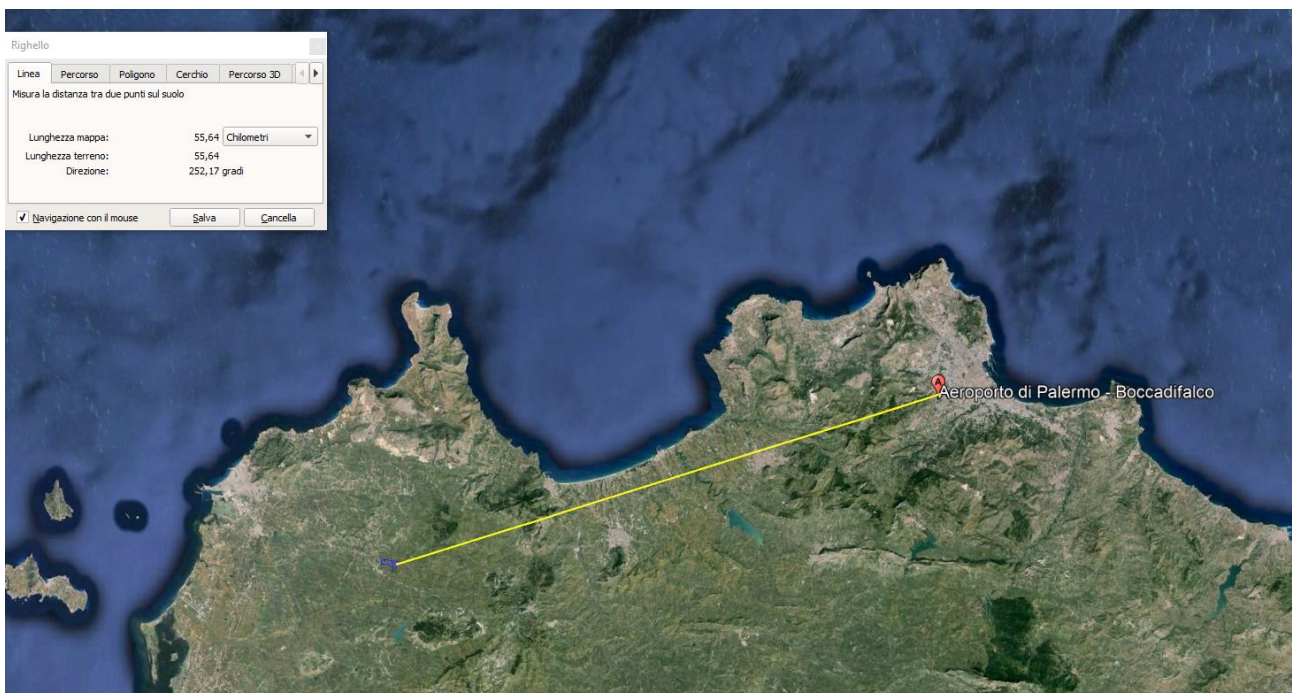 Righello
Linea Percorso Poligono Cerchio Percorso 3D
Misura la distanza tra due punti sul suolo
Lunghezza mappa: 55,64 Chilometri
Lunghezza terreno: 55,64
Direzione: 252,17 gradi
Navigazione con il mouse Salva Cancella
A
Aeroporto di Palermo - Boccadifalco